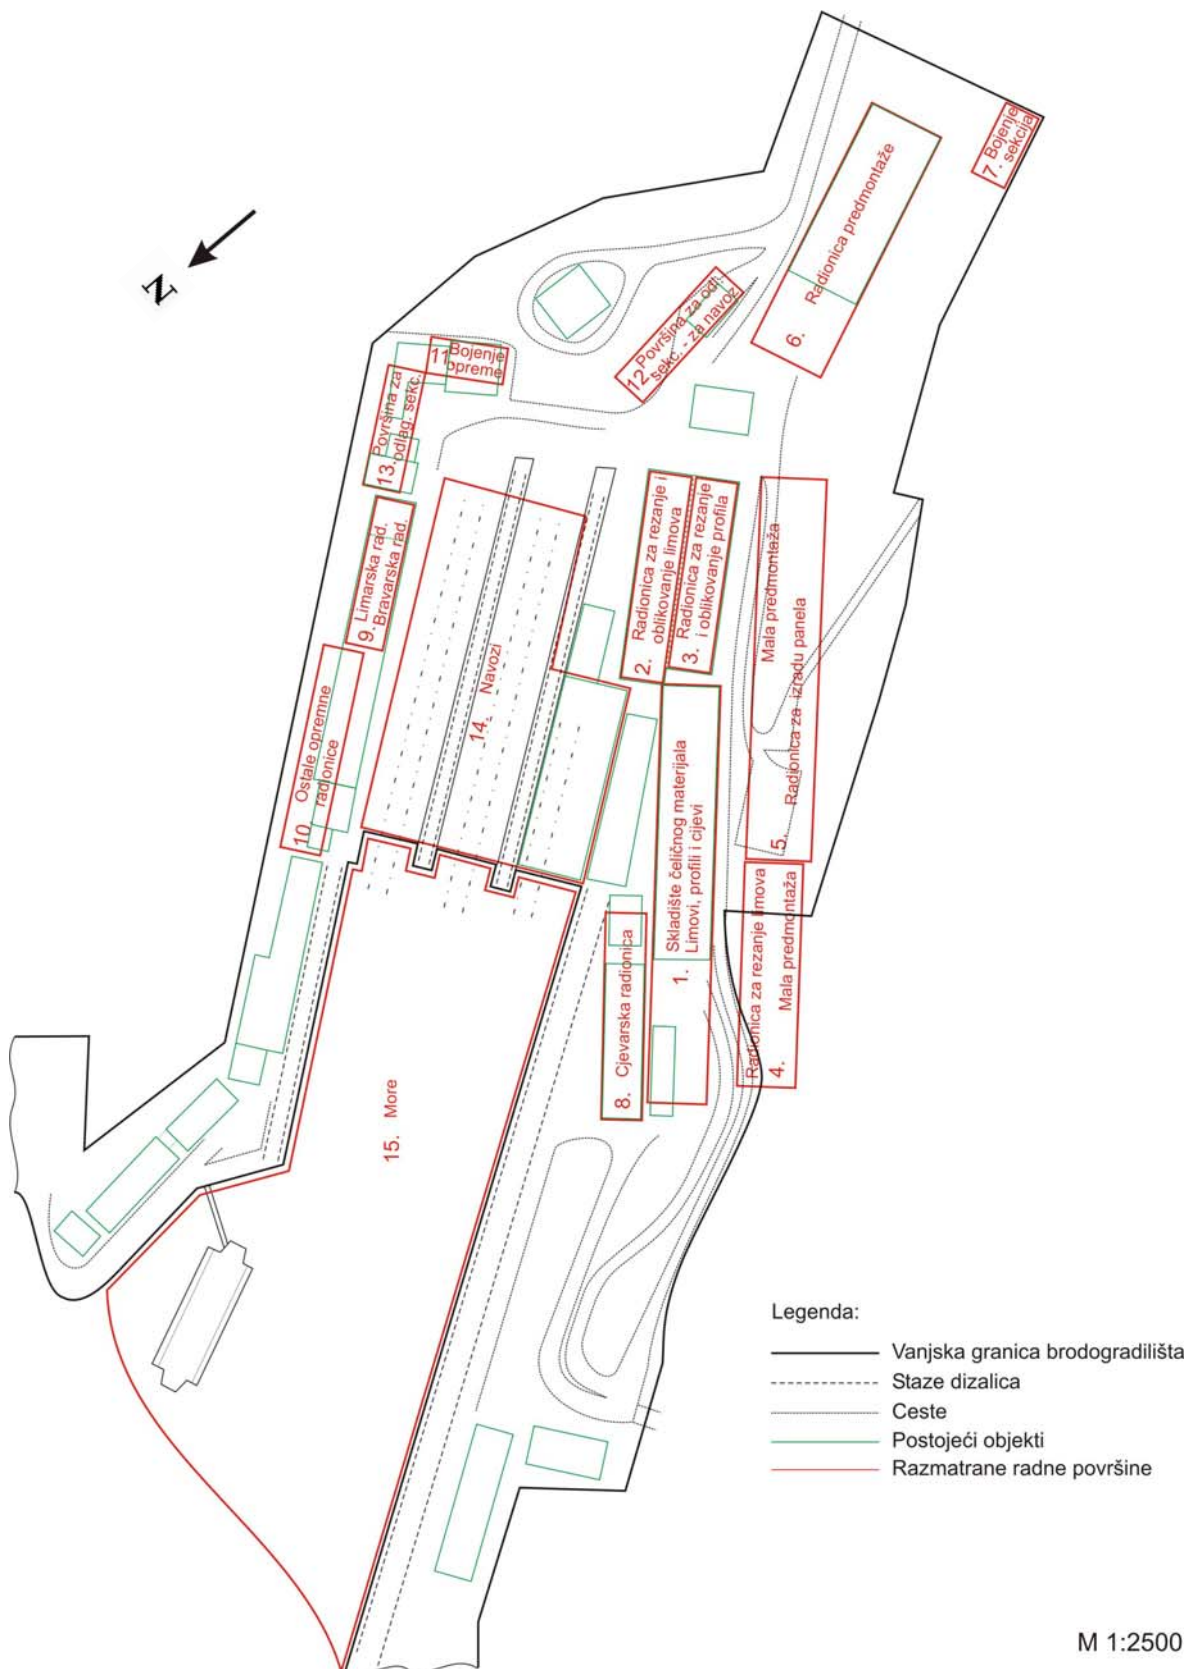 7. Bojenje
sekcija
6. Radionica predmontaže
N
12. Površina za odl.
sekc. - za navoz
11. Bojenje
opreme
13. Površina za
odlag. sekc.
9. Limarska rad.
Bravarska rad.
10. Ostale opremne
radionice
14. Navozi
2. Radionica za rezanje i
oblikovanje limova
3. Radionica za rezanje
i oblikovanje profila
Mala predmontaža
5. Radionica za izradu panela
1. Skladište čeličnog materijala
Limovi, profili i cijevi
Radionica za rezanje limova
4. Mala predmontaža
8. Cjevarska radionica
15. More
Legenda:
Vanjska granica brodogradilišta
Staze dizalica
Ceste
Postojeći objekti
Razmatrane radne površine
M 1:2500